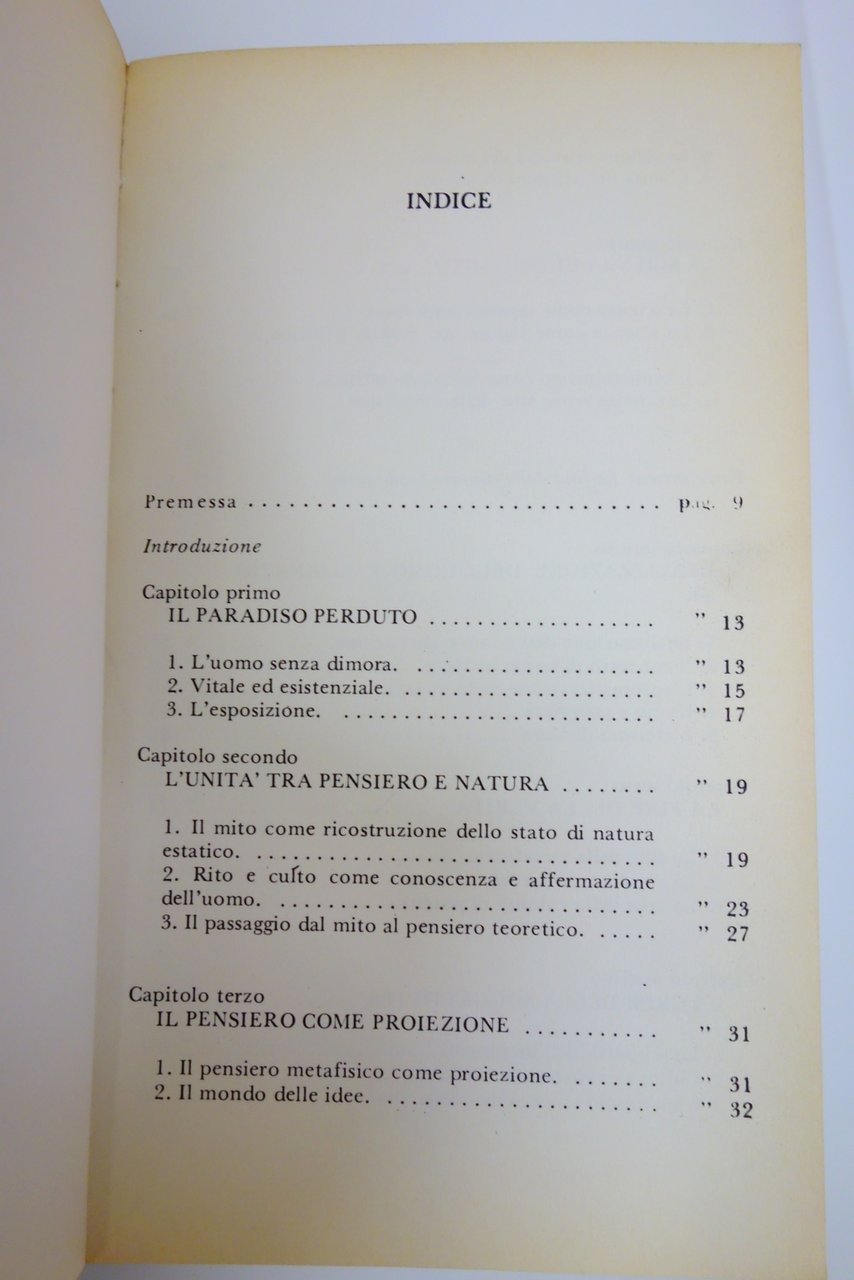 INDICE
Premessa . . . . . . . . . . . . . . . . . . . . . . . . . . . . . . pag. 9
Introduzione
Capitolo primo
IL PARADISO PERDUTO . . . . . . . . . . . . . . . . . . . ” 13
1. L'uomo senza dimora. . . . . . . . . . . . . . . . . . ” 13
2. Vitale ed esistenziale. . . . . . . . . . . . . . . . . . ” 15
3. L'esposizione. . . . . . . . . . . . . . . . . . . . . . ” 17
Capitolo secondo
L'UNITA' TRA PENSIERO E NATURA . . . . . . . . ” 19
1. Il mito come ricostruzione dello stato di natura
estatico. . . . . . . . . . . . . . . . . . . . . . . . . . . . ” 19
2. Rito e culto come conoscenza e affermazione
dell'uomo. . . . . . . . . . . . . . . . . . . . . . . . . . ” 23
3. Il passaggio dal mito al pensiero teoretico. . . . . . ” 27
Capitolo terzo
IL PENSIERO COME PROIEZIONE . . . . . . . . . . . ” 31
1. Il pensiero metafisico come proiezione. . . . . . . . ” 31
2. Il mondo delle idee. . . . . . . . . . . . . . . . . . . . ” 32